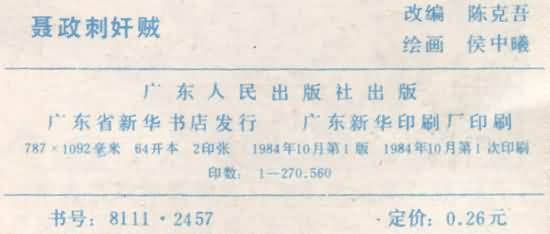 聂政刺奸贼
改编 陈克吾
绘画 侯中曦
广东人民出版社出版
广东省新华书店发行 广东新华印刷厂印刷
787×1092毫米 64开本 2印张 1984年10月第1版 1984年10月第1次印刷
印数：1—270.560
书号：8111·2457 定价：0.26元